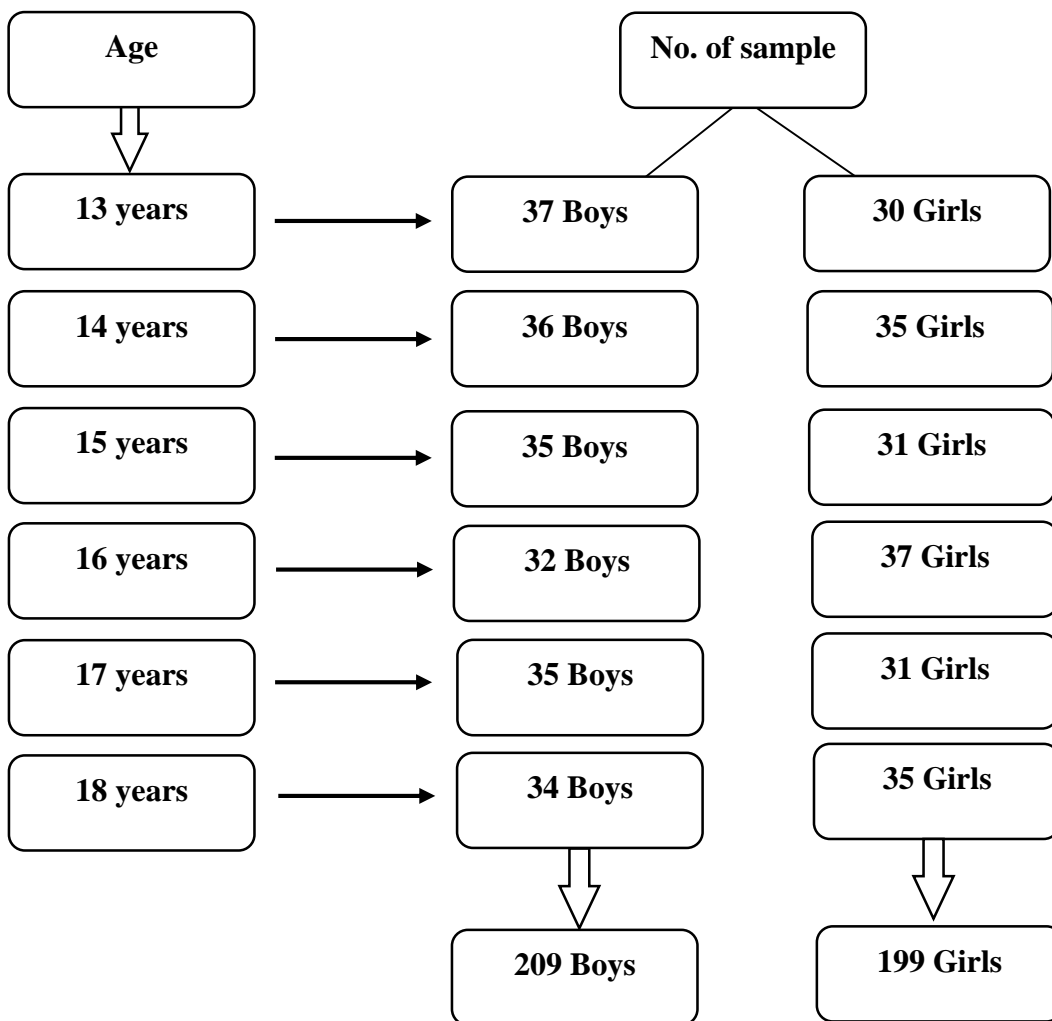 Age
No. of sample
13 years
37 Boys
30 Girls
14 years
36 Boys
35 Girls
15 years
35 Boys
31 Girls
16 years
32 Boys
37 Girls
17 years
35 Boys
31 Girls
18 years
34 Boys
35 Girls
209 Boys
199 Girls